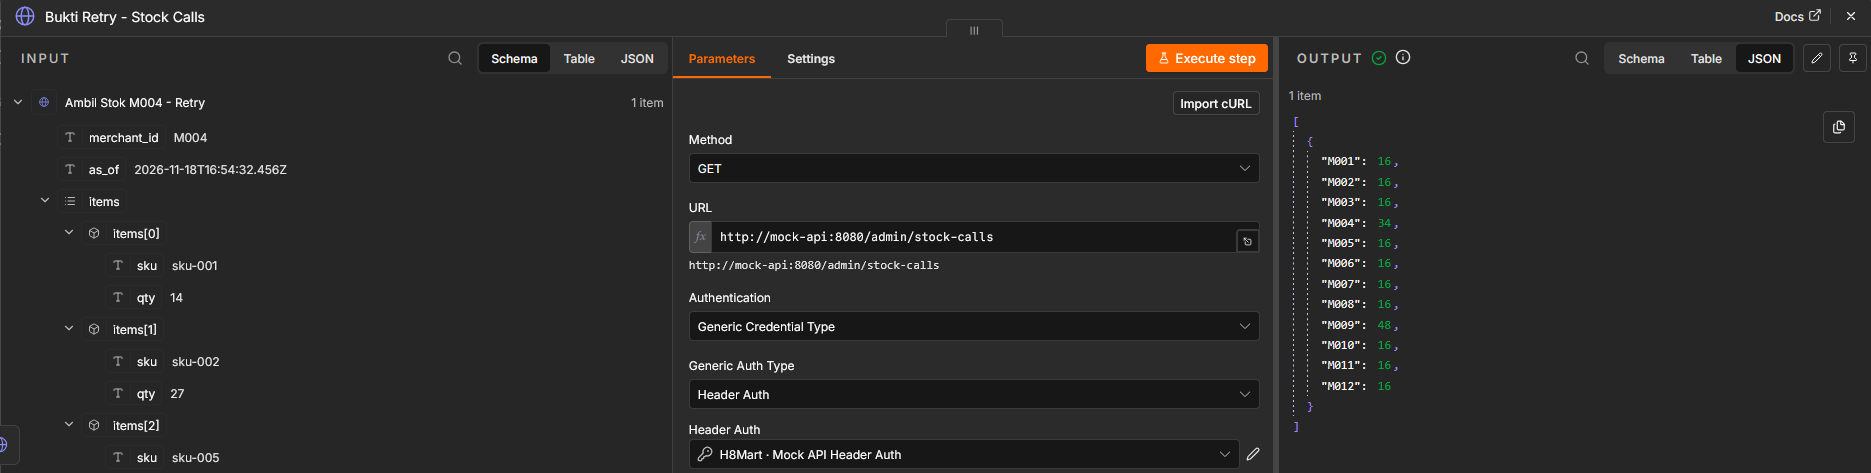 Bukti Retry - Stock Calls
Docs
INPUT
Schema Table JSON
Ambil Stok M004 - Retry 1 item
merchant_id M004
as_of 2026-11-18T16:54:32.456Z
items
items[0]
sku sku-001
qty 14
items[1]
sku sku-002
qty 27
items[2]
sku sku-005
Parameters Settings Execute step
Import cURL
Method
GET
URL
fx http://mock-api:8080/admin/stock-calls
http://mock-api:8080/admin/stock-calls
Authentication
Generic Credential Type
Generic Auth Type
Header Auth
Header Auth
H8Mart · Mock API Header Auth
OUTPUT
Schema Table JSON
1 item
[
{
"M001": 16,
"M002": 16,
"M003": 16,
"M004": 34,
"M005": 16,
"M006": 16,
"M007": 16,
"M008": 16,
"M009": 48,
"M010": 16,
"M011": 16,
"M012": 16
}
]